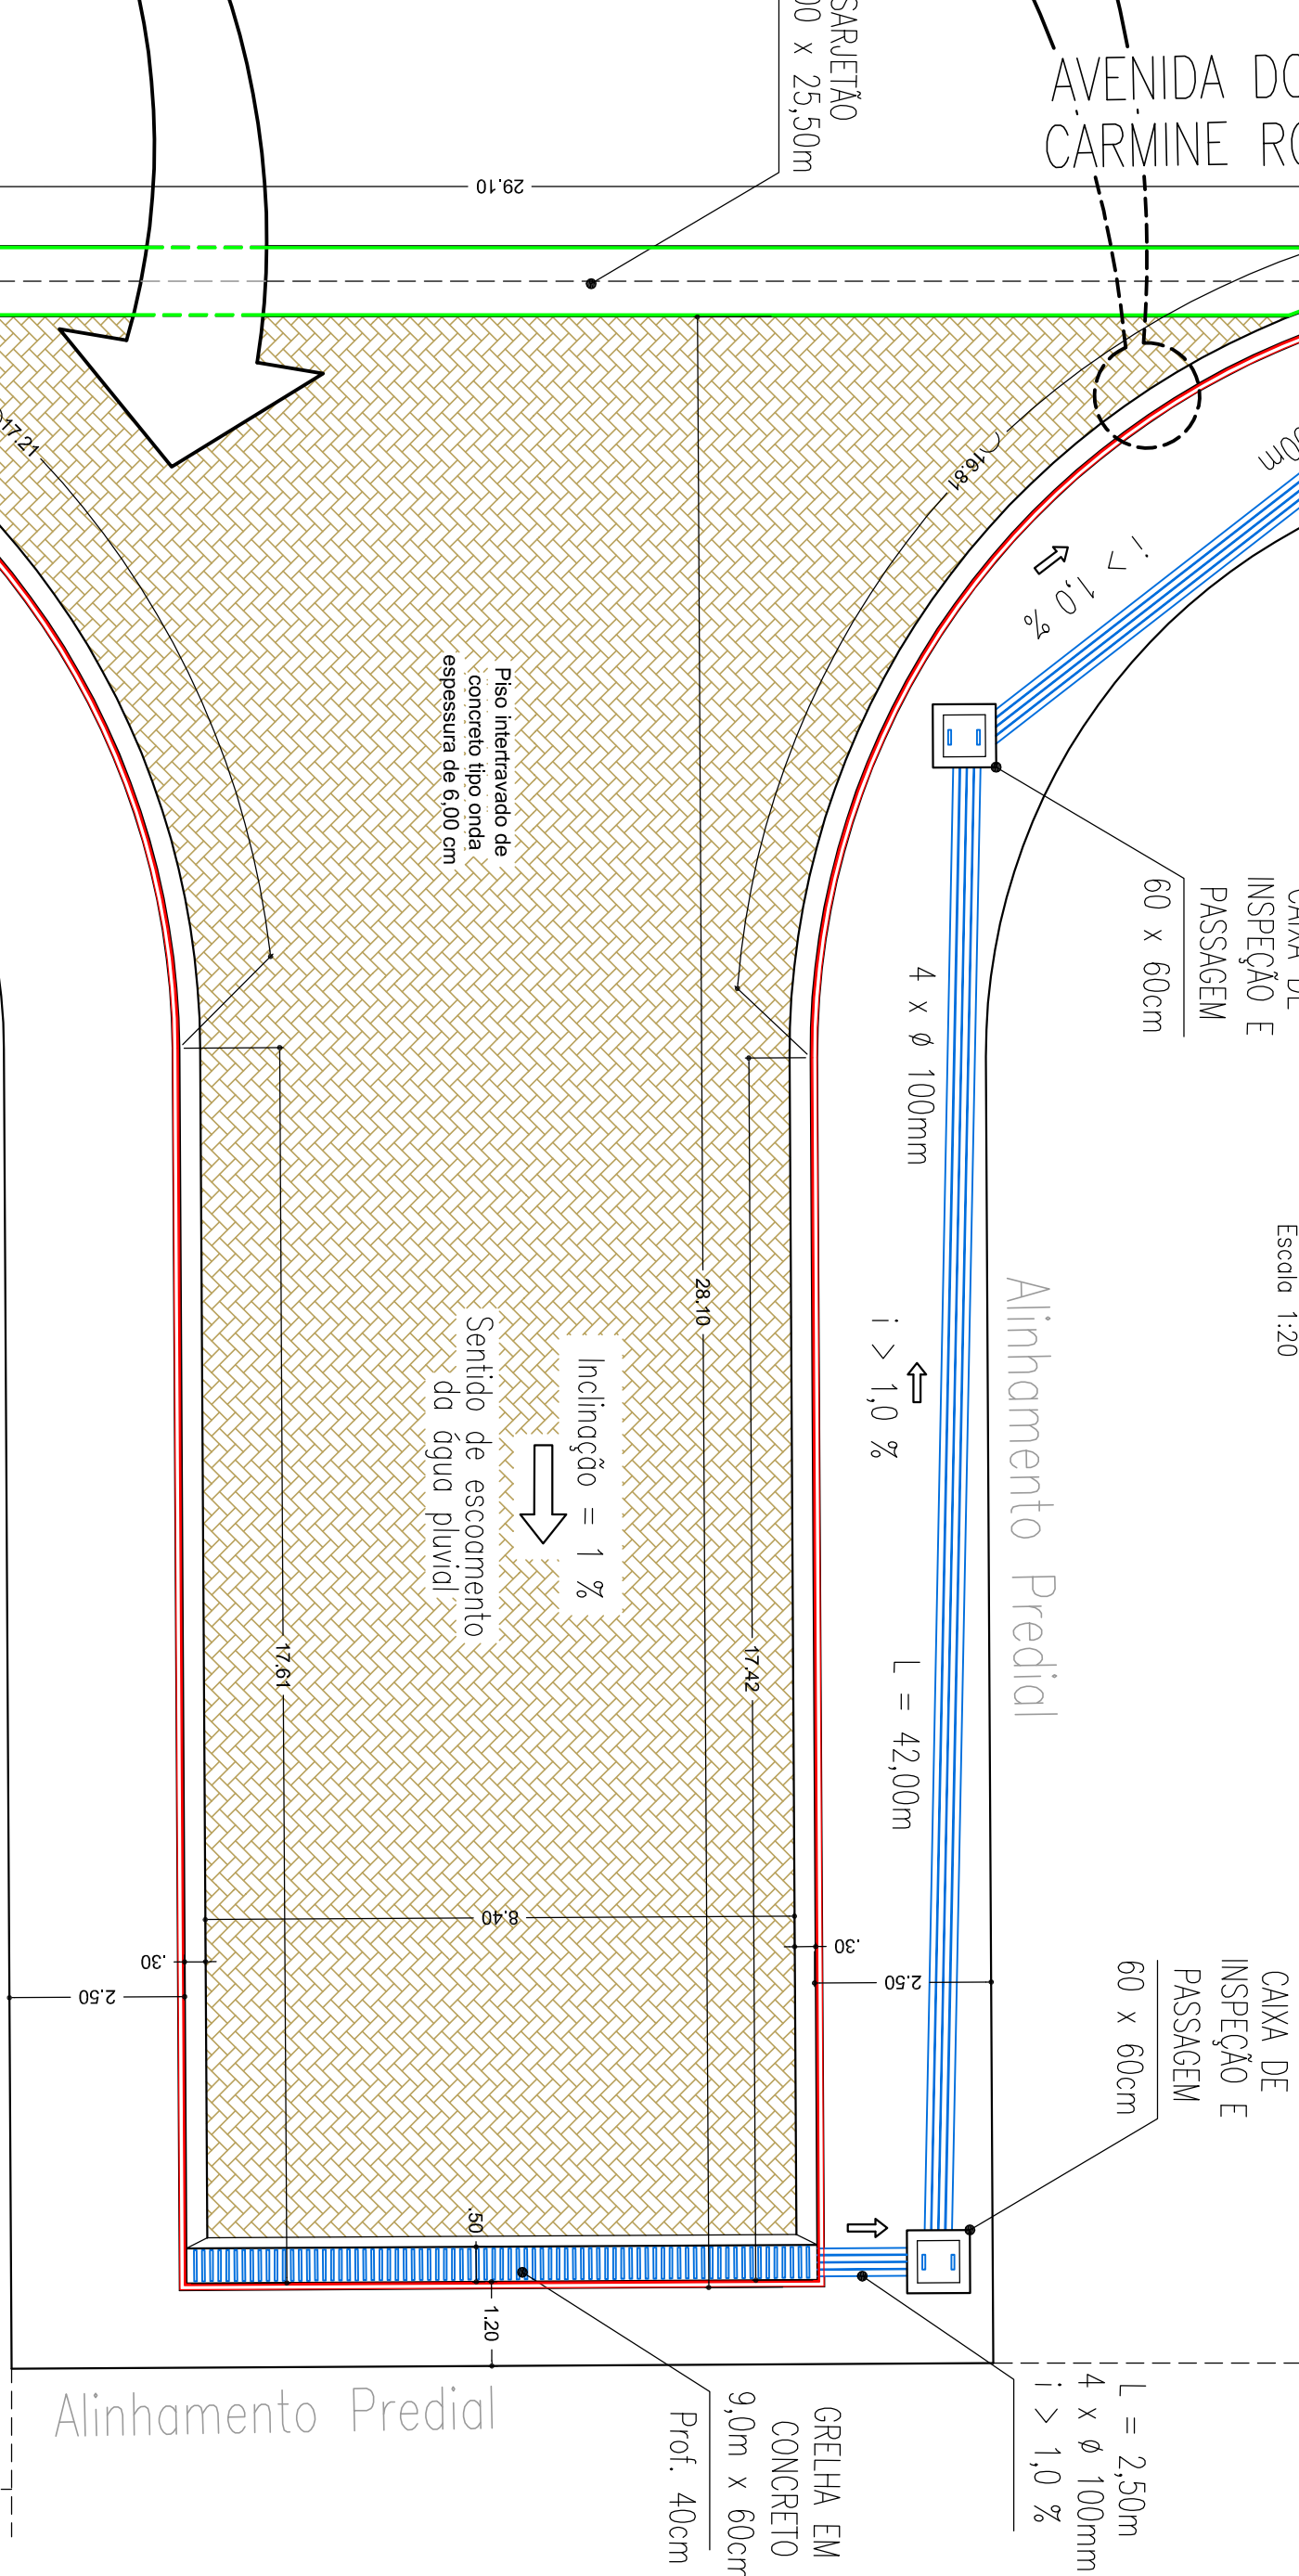 SARJETÃO
00 x 25,50m
AVENIDA DO
CARMINE RO
29.10
17.21
16.81
i > 1,0 %
Piso intertravado de
concreto tipo onda
espessura de 6,00 cm
CAIXA DE
INSPEÇÃO E
PASSAGEM
60 x 60cm
4 x ø 100mm
Escala 1:20
Alinhamento Predial
28,10
i > 1,0 %
Inclinação = 1 %
Sentido de escoamento
da água pluvial
17.61
17.42
L = 42,00m
8.40
.30
.30
2.50
2.50
CAIXA DE
INSPEÇÃO E
PASSAGEM
60 x 60cm
.50
1.20
Alinhamento Predial
GRELHA EM
CONCRETO
9,0m x 60cm
Prof. 40cm
L = 2,50m
4 x ø 100mm
i > 1,0 %